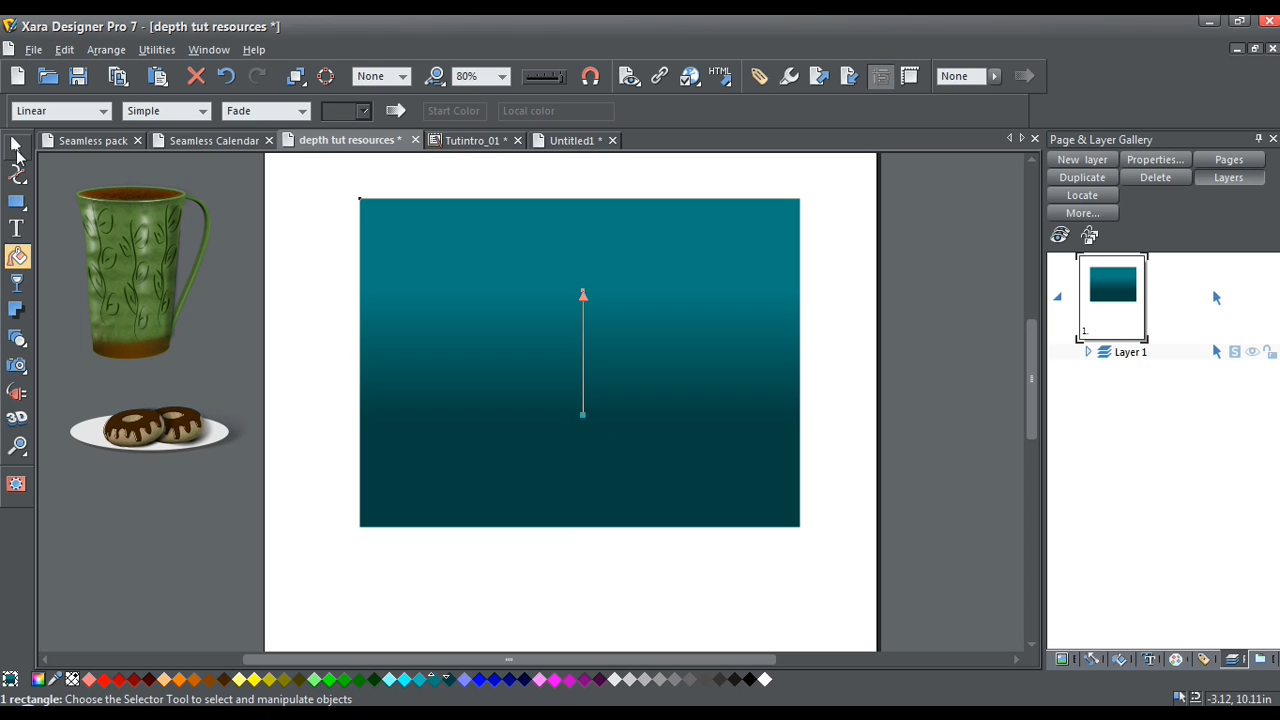 Xara Designer Pro 7 - [depth tut resources *]
File Edit Arrange Utilities Window Help
None 80% HTML None
Linear Simple Fade Start Color Local color
Seamless pack Seamless Calendar depth tut resources * Tutintro_01 * Untitled1 *
Page & Layer Gallery
New layer Properties... Pages
Duplicate Delete Layers
Locate
More...
T
1.
Layer 1 S
3D
1 rectangle: Choose the Selector Tool to select and manipulate objects
-3.12, 10.11in